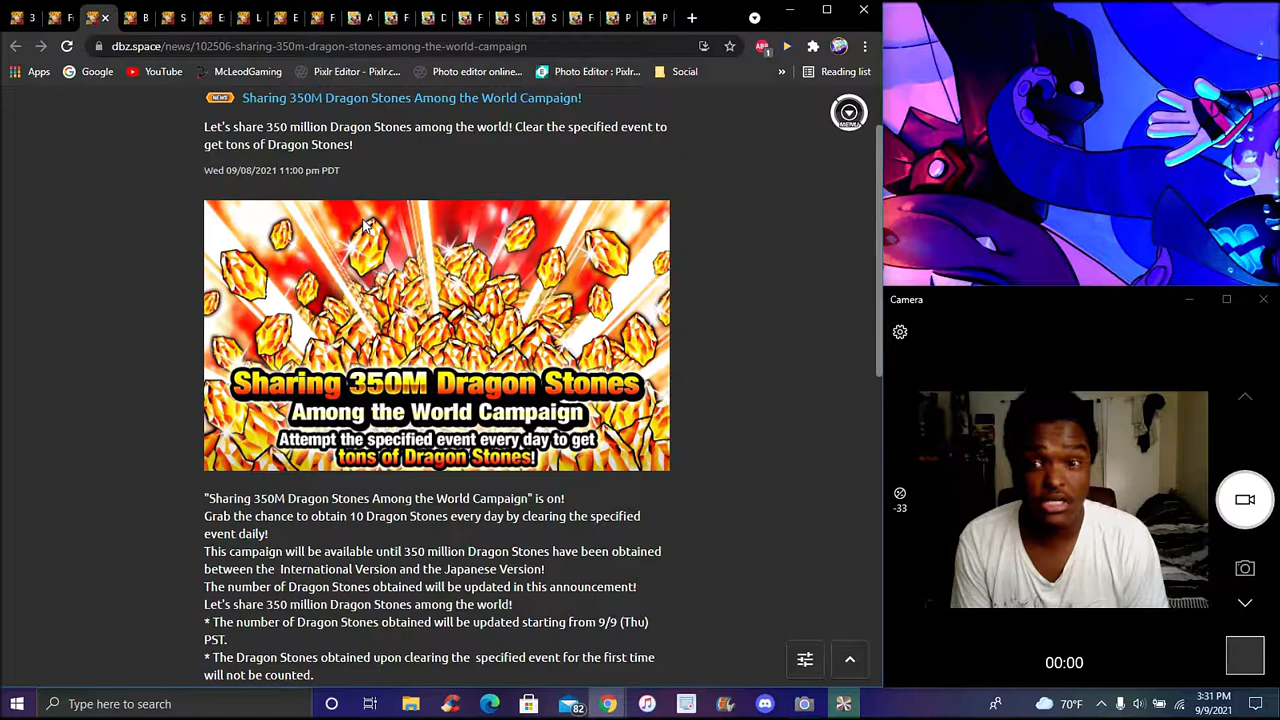 3
F
B
S
E
L
E
F
A
F
D
F
S
S
F
P
P
dbz.space/news/102506-sharing-350m-dragon-stones-among-the-world-campaign
ABP
1
Apps
Google
YouTube
McLeodGaming
Pixlr Editor - Pixlr.c...
Photo editor online...
Photo Editor : Pixlr...
Social
»
Reading list
NEWS
Sharing 350M Dragon Stones Among the World Campaign!
MENU
Let's share 350 million Dragon Stones among the world! Clear the specified event to
get tons of Dragon Stones!
Wed 09/08/2021 11:00 pm PDT
Sharing 350M Dragon Stones
Among the World Campaign
Attempt the specified event every day to get
tons of Dragon Stones!
"Sharing 350M Dragon Stones Among the World Campaign" is on!
Grab the chance to obtain 10 Dragon Stones every day by clearing the specified
event daily!
This campaign will be available until 350 million Dragon Stones have been obtained
between the International Version and the Japanese Version!
The number of Dragon Stones obtained will be updated in this announcement!
Let's share 350 million Dragon Stones among the world!
* The number of Dragon Stones obtained will be updated starting from 9/9 (Thu)
PST.
* The Dragon Stones obtained upon clearing the specified event for the first time
will not be counted.
Camera
-33
00:00
Type here to search
82
70°F
3:31 PM
9/9/2021